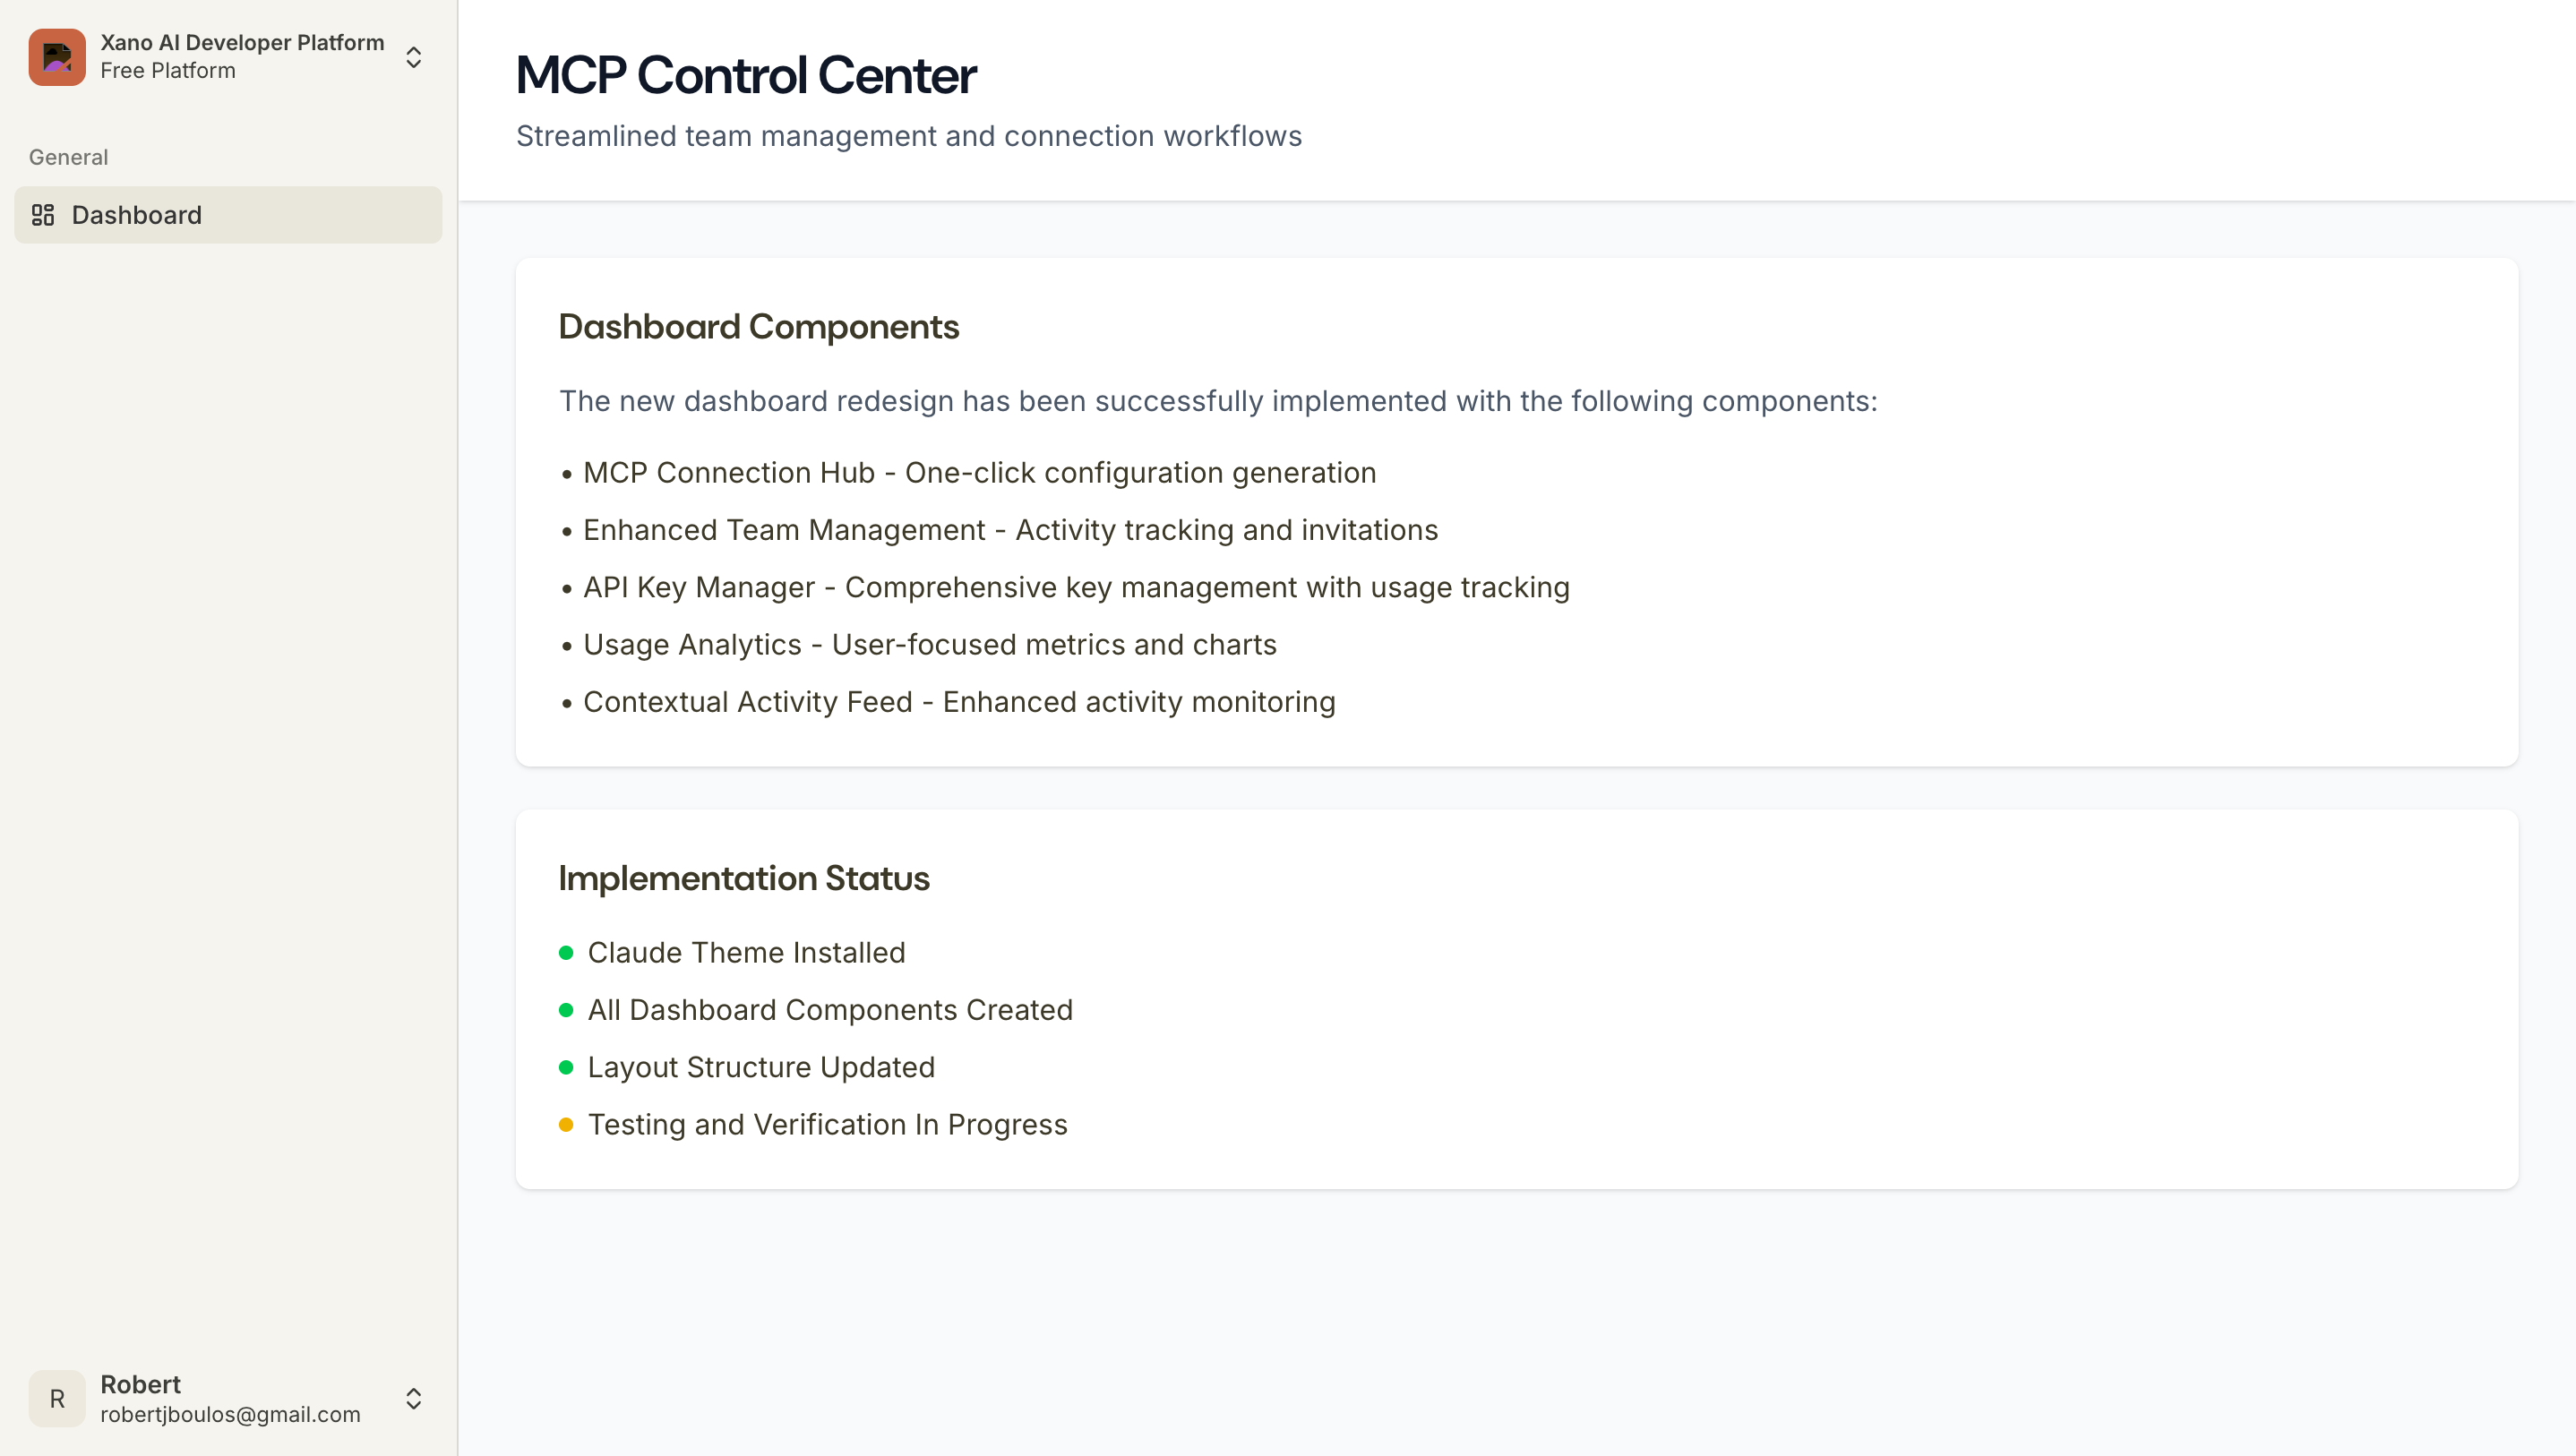 Xano AI Developer Platform
Free Platform
General
Dashboard
R
Robert
robertjboulos@gmail.com
MCP Control Center
Streamlined team management and connection workflows
Dashboard Components
The new dashboard redesign has been successfully implemented with the following components:
• MCP Connection Hub - One-click configuration generation
• Enhanced Team Management - Activity tracking and invitations
• API Key Manager - Comprehensive key management with usage tracking
• Usage Analytics - User-focused metrics and charts
• Contextual Activity Feed - Enhanced activity monitoring
Implementation Status
Claude Theme Installed
All Dashboard Components Created
Layout Structure Updated
Testing and Verification In Progress